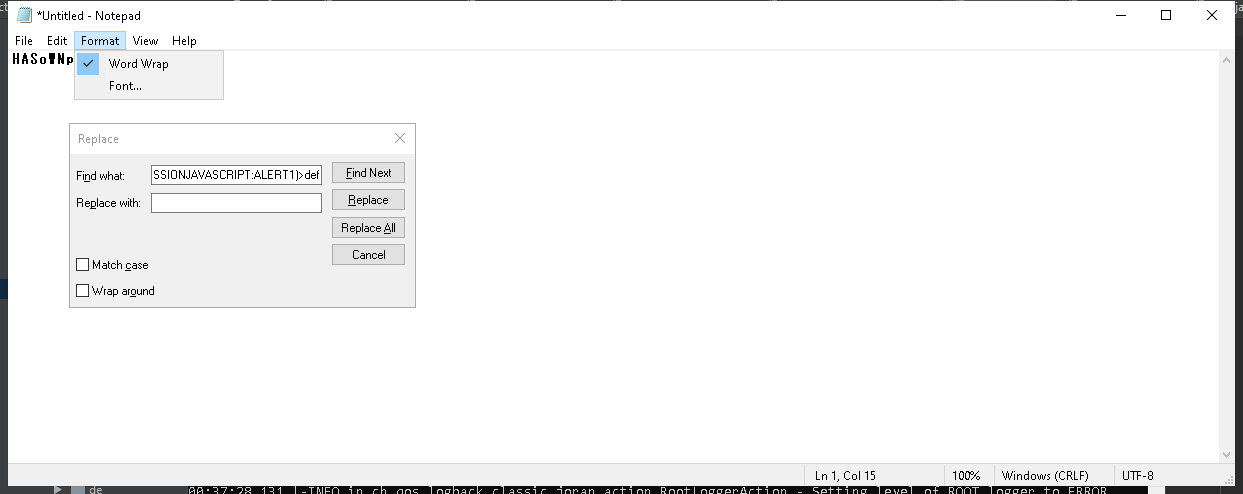 *Untitled - Notepad
File Edit Format View Help
HASoWNp
Word Wrap
Font...
Replace
Find what: SSIONJAVASCRIPT:ALERT1)>def Find Next
Replace with: Replace
Replace All
Cancel
Match case
Wrap around
Ln 1, Col 15 100% Windows (CRLF) UTF-8
de 00:37:28,131 |-INFO in ch.qos.logback.classic.joran.action.RootLoggerAction - Setting level of ROOT logger to ERROR